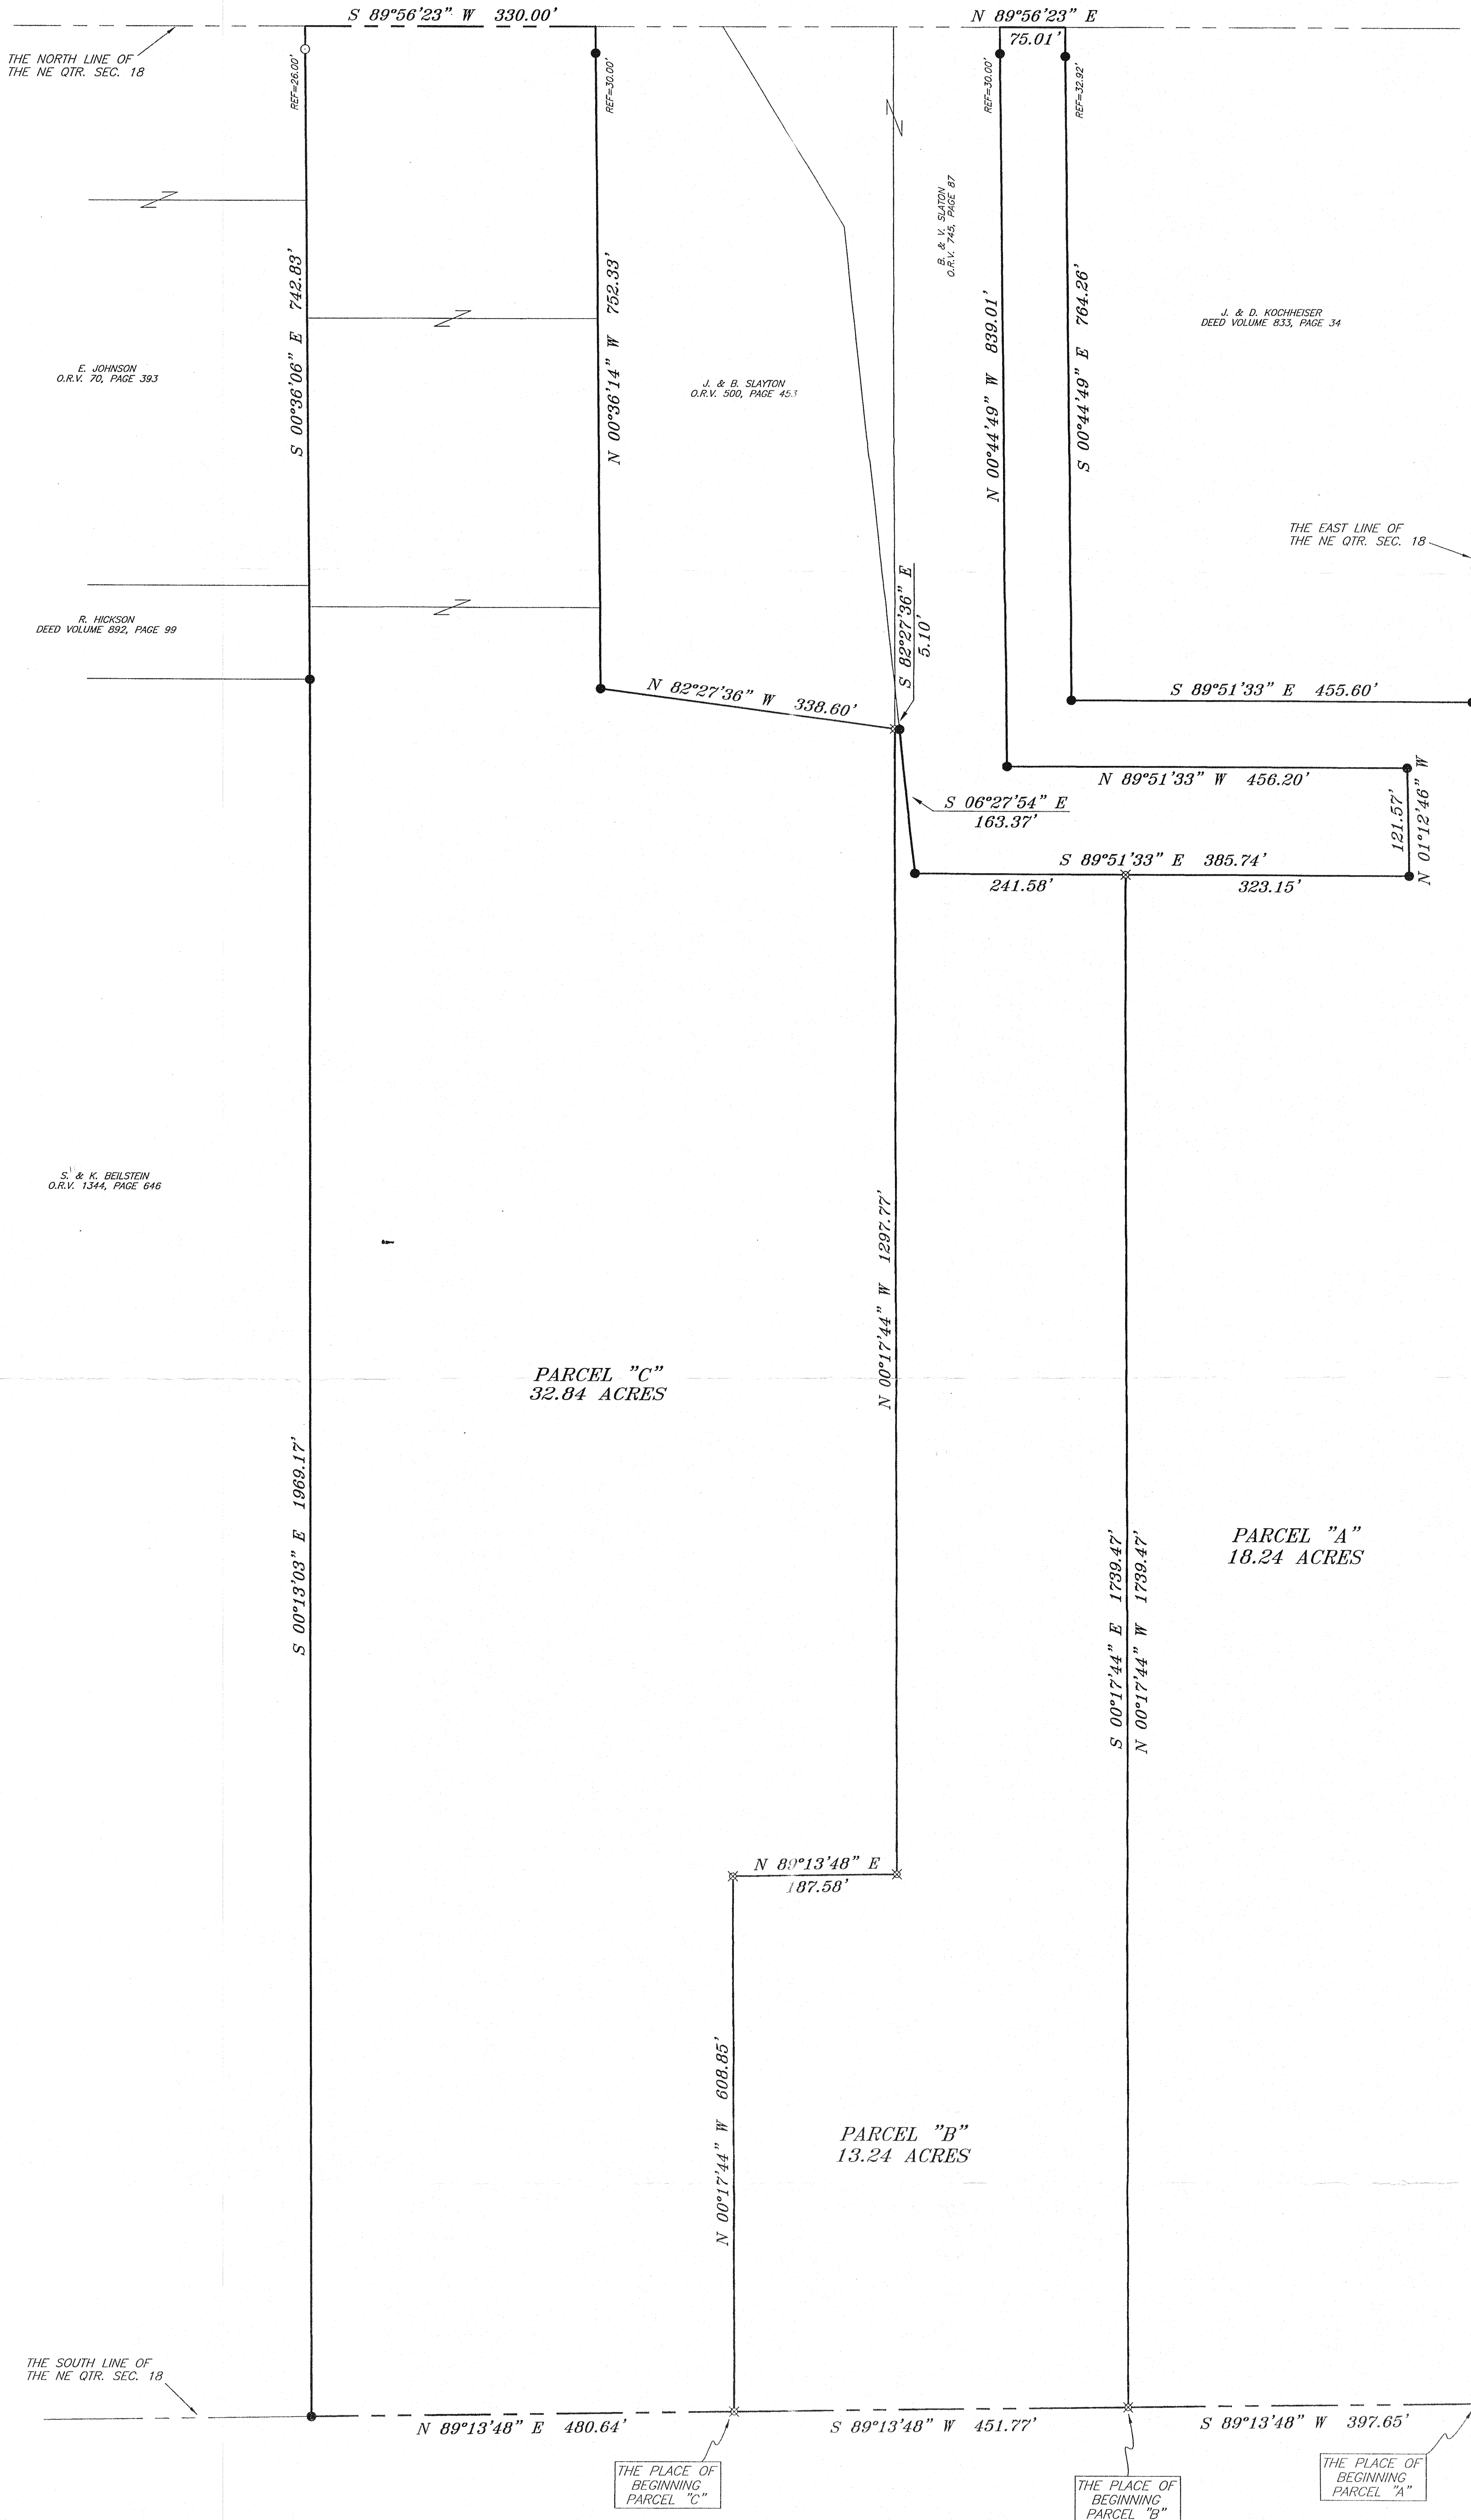 S 89°56'23" W 330.00'
N 89°56'23" E
75.01'
THE NORTH LINE OF
THE NE QTR. SEC. 18
REF=26.00'
REF=30.00'
REF=30.00'
REF=32.92'
B. & V. SLATON
O.R.V. 745, PAGE 87
S 00°36'06" E 742.83'
N 00°36'14" W 752.33'
N 00°44'49" W 839.01'
S 00°44'49" E 764.26'
J. & D. KOCHHEISER
DEED VOLUME 833, PAGE 34
E. JOHNSON
O.R.V. 70, PAGE 393
J. & B. SLAYTON
O.R.V. 500, PAGE 453
THE EAST LINE OF
THE NE QTR. SEC. 18
R. HICKSON
DEED VOLUME 892, PAGE 99
S 82°27'36" E
5.10'
N 82°27'36" W 338.60'
S 89°51'33" E 455.60'
N 89°51'33" W 456.20'
S 06°27'54" E
163.37'
121.57'
N 01°12'46" W
S 89°51'33" E 385.74'
241.58'
323.15'
S. & K. BEILSTEIN
O.R.V. 1344, PAGE 646
N 00°17'44" W 1297.77'
PARCEL "C"
32.84 ACRES
S 00°13'03" E 1969.17'
PARCEL "A"
18.24 ACRES
S 00°17'44" E 1739.47'
N 00°17'44" W 1739.47'
N 89°13'48" E
187.58'
N 00°17'44" W 608.85'
PARCEL "B"
13.24 ACRES
THE SOUTH LINE OF
THE NE QTR. SEC. 18
N 89°13'48" E 480.64'
S 89°13'48" W 451.77'
S 89°13'48" W 397.65'
THE PLACE OF
BEGINNING
PARCEL "C"
THE PLACE OF
BEGINNING
PARCEL "B"
THE PLACE OF
BEGINNING
PARCEL "A"